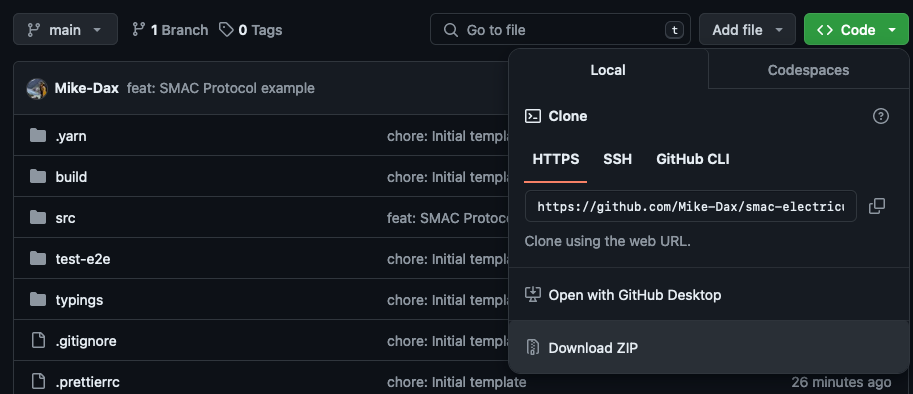 main 1 Branch 0 Tags Go to file t Add file Code
Local Codespaces
Mike-Dax feat: SMAC Protocol example
Clone
.yarn chore: Initial template
HTTPS SSH GitHub CLI
build chore: Initial template
https://github.com/Mike-Dax/smac-electric
src feat: SMAC Protoco
Clone using the web URL.
test-e2e chore: Initial templa
typings chore: Initial templa
Open with GitHub Desktop
.gitignore chore: Initial templa
Download ZIP
.prettierrc chore: Initial template 26 minutes ago